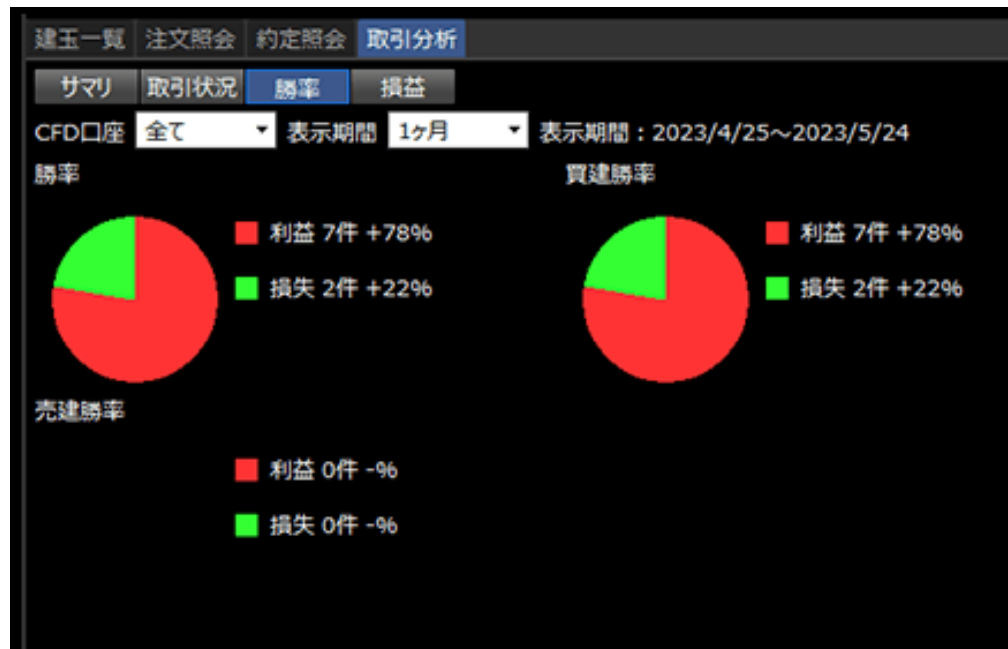 建玉一覧 注文照会 約定照会 取引分析
サマリ 取引状況 勝率 損益
CFD口座 全て 表示期間 1ヶ月 表示期間：2023/4/25～2023/5/24
勝率 買建勝率
利益 7件 +78% 利益 7件 +78%
損失 2件 +22% 損失 2件 +22%
売建勝率
利益 0件 -%
損失 0件 -%